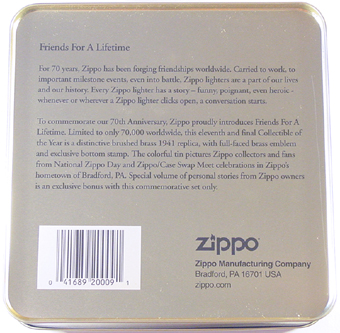 Friends For A Lifetime
For 70 years, Zippo has been forging friendships worldwide. Carried to work, to
important milestone events, even into battle. Zippo lighters are a part of our lives
and our history. Every Zippo lighter has a story – funny, poignant, even heroic -
whenever or wherever a Zippo lighter clicks open, a conversation starts.
To commemorate our 70th Anniversary, Zippo proudly introduces Friends For A
Lifetime. Limited to only 70,000 worldwide, this eleventh and final Collectible of
the Year is a distinctive brushed brass 1941 replica, with full-faced brass emblem
and exclusive bottom stamp. The colorful tin pictures Zippo collectors and fans
from National Zippo Day and Zippo/Case Swap Meet celebrations in Zippo's
hometown of Bradford, PA. Special volume of personal stories from Zippo owners
is an exclusive bonus with this commemorative set only.
zippo
Zippo Manufacturing Company
Bradford, PA 16701 USA
zippo.com
0 41689 20009 1